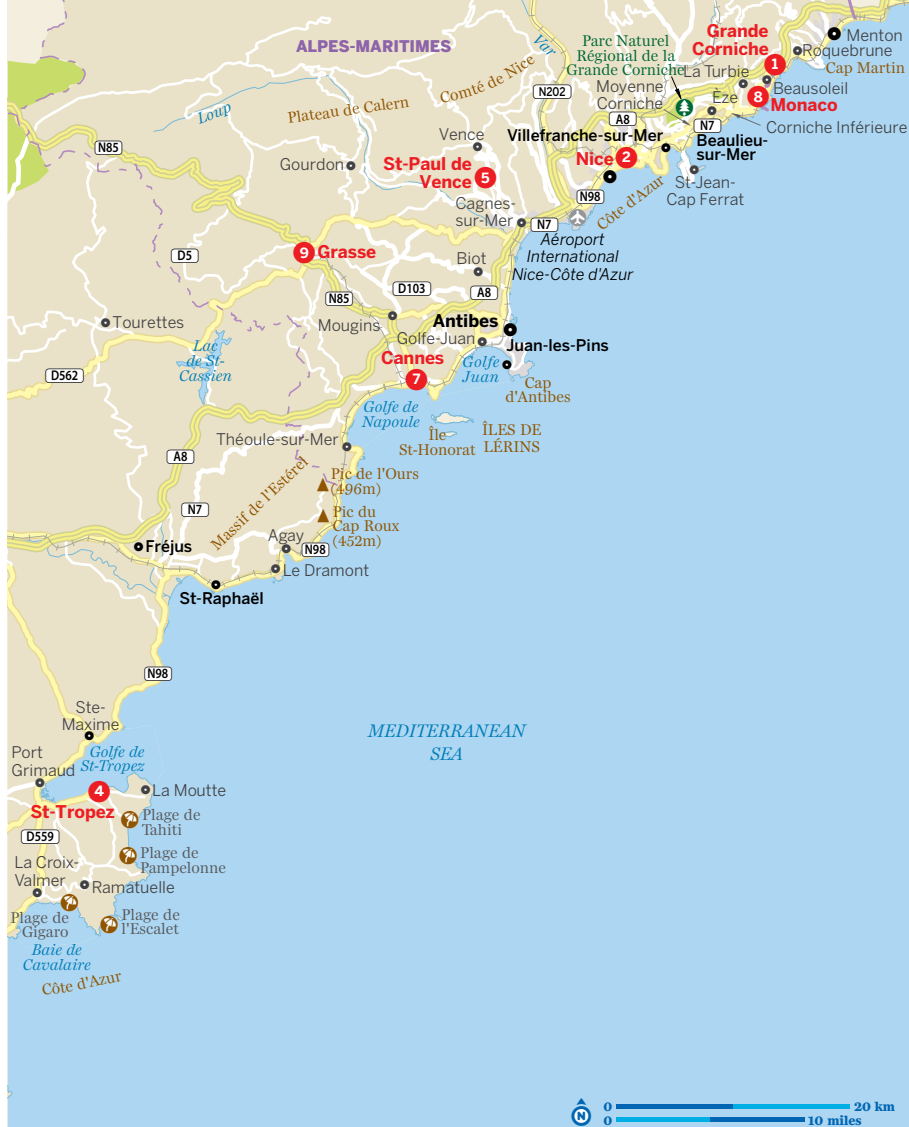 Grande
Corniche
1
Menton
Roquebrune
Cap Martin
ALPES-MARITIMES
Var
Parc Naturel
Régional de la
Grande Corniche
La Turbie
Beausoleil
8
Monaco
Comté de Nice
Plateau de Calern
Loup
N202
Moyenne
Corniche
Èze
A8
N7
Corniche Inférieure
Vence
Villefranche-sur-Mer
Beaulieu-
sur-Mer
N85
Gourdon
St-Paul de
Vence
5
Nice
2
St-Jean-
Cap Ferrat
N98
Côte d'Azur
Cagnes-
sur-Mer
N7
Aéroport
International
Nice-Côte d'Azur
D5
9
Grasse
Biot
N85
D103
A8
Tourettes
Mougins
Antibes
Golfe-Juan
Juan-les-Pins
Lac
de St-
Cassien
Cannes
7
Golfe
Juan
D562
Cap
d'Antibes
Golfe de
Napoule
Île
St-Honorat
ÎLES DE
LÉRINS
Théoule-sur-Mer
A8
Massif de l'Estérel
Pic de l'Ours
(496m)
N7
Pic du
Cap Roux
(452m)
Fréjus
Agay
N98
Le Dramont
St-Raphaël
N98
Ste-
Maxime
MEDITERRANEAN
SEA
Port
Grimaud
Golfe de
St-Tropez
4
St-Tropez
La Moutte
Plage de
Tahiti
D559
Plage de
Pampelonne
La Croix-
Valmer
Ramatuelle
Plage de
Gigaro
Plage de
l'Escalet
Baie de
Cavalaire
Côte d'Azur
N
0
20 km
0
10 miles